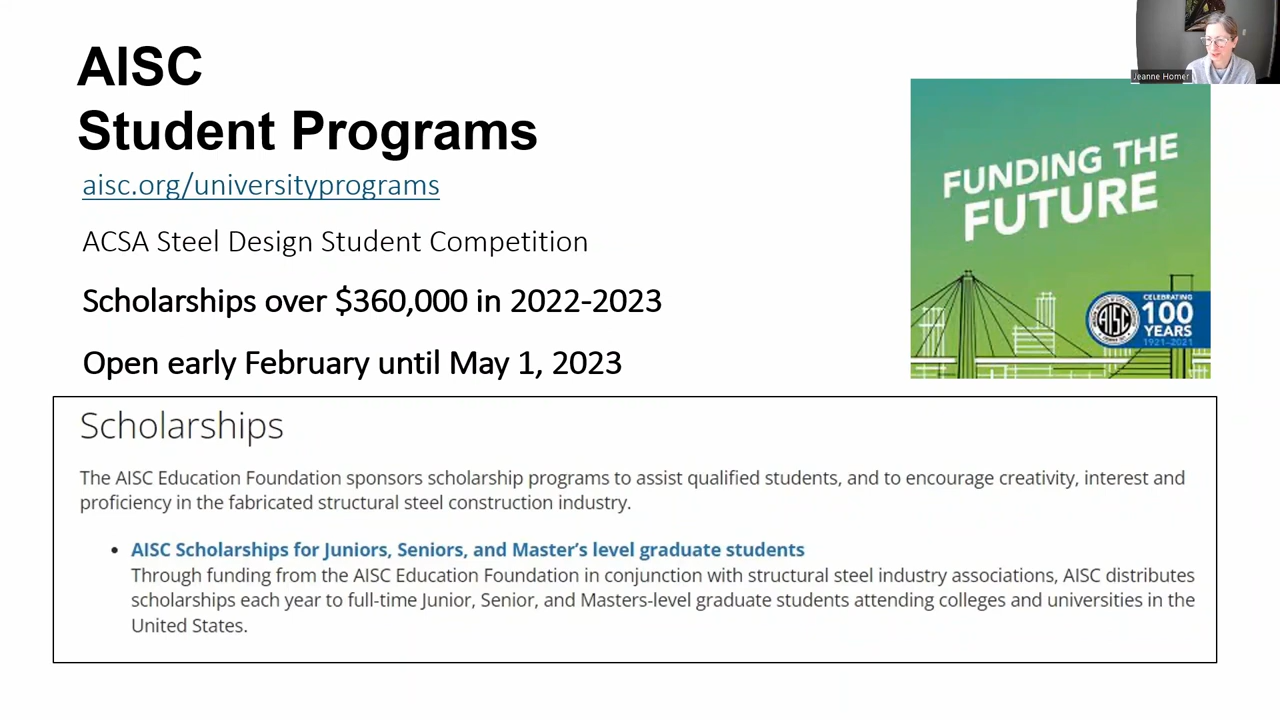 AISC
Student Programs
aisc.org/universityprograms
ACSA Steel Design Student Competition
Scholarships over $360,000 in 2022-2023
Open early February until May 1, 2023
Jeanne Homer
FUNDING THE
FUTURE
AISC
CELEBRATING
100
YEARS
1921-2021
Scholarships
The AISC Education Foundation sponsors scholarship programs to assist qualified students, and to encourage creativity, interest and
proficiency in the fabricated structural steel construction industry.
• AISC Scholarships for Juniors, Seniors, and Master's level graduate students
Through funding from the AISC Education Foundation in conjunction with structural steel industry associations, AISC distributes
scholarships each year to full-time Junior, Senior, and Masters-level graduate students attending colleges and universities in the
United States.